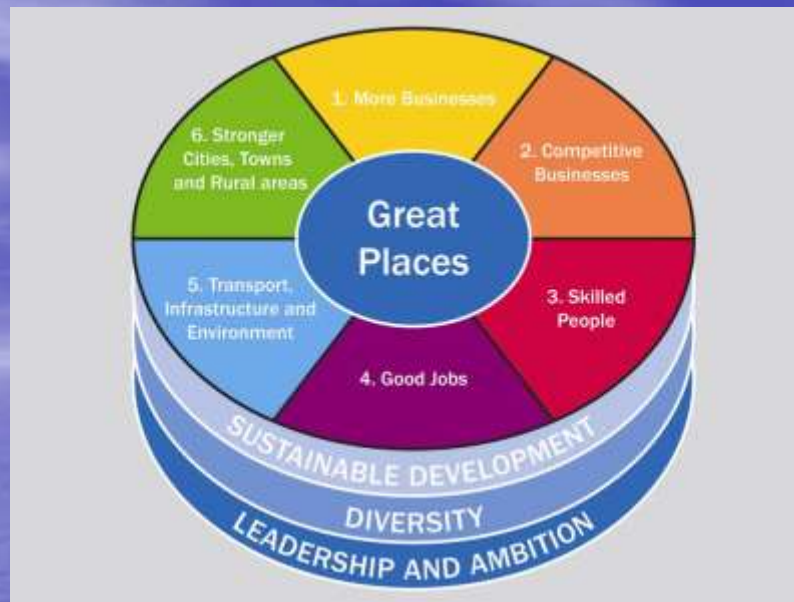 1. More Businesses
2. Competitive
Businesses
3. Skilled
People
4. Good Jobs
5. Transport,
Infrastructure and
Environment
6. Stronger
Cities, Towns
and Rural areas
Great
Places
SUSTAINABLE DEVELOPMENT
DIVERSITY
LEADERSHIP AND AMBITION